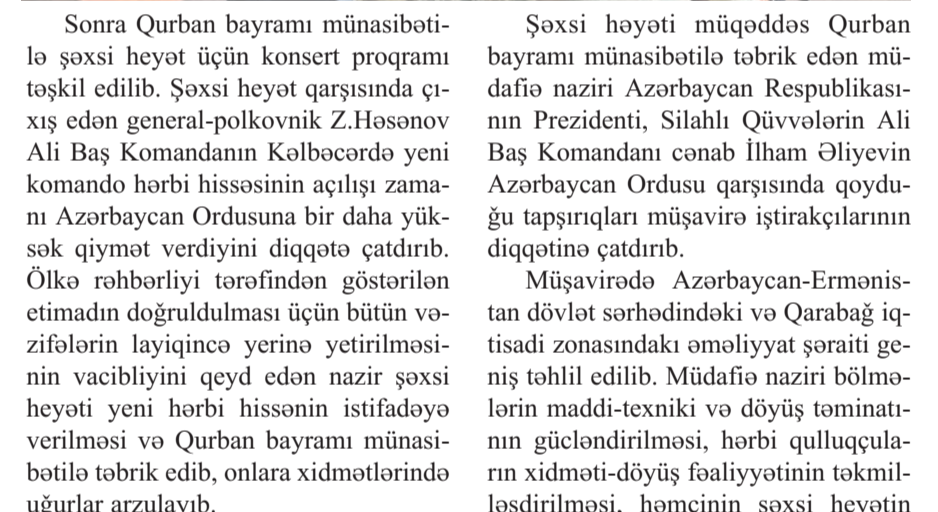 Sonra Qurban bayramı münasibəti-
lə şəxsi heyət üçün konsert proqramı
təşkil edilib. Şəxsi heyət qarşısında çı-
xış edən general-polkovnik Z.Həsənov
Ali Baş Komandanın Kəlbəcərdə yeni
komando hərbi hissəsinin açılışı zama-
nı Azərbaycan Ordusuna bir daha yük-
sək qiymət verdiyini diqqətə çatdırıb.
Ölkə rəhbərliyi tərəfindən göstərilən
etimadın doğruldulması üçün bütün və-
zifələrin layiqincə yerinə yetirilməsi-
nin vacibliyini qeyd edən nazir şəxsi
heyəti yeni hərbi hissənin istifadəyə
verilməsi və Qurban bayramı münasi-
bətilə təbrik edib, onlara xidmətlərində
uğurlar arzulayıb.
Şəxsi həyəti müqəddəs Qurban
bayramı münasibətilə təbrik edən mü-
dafiə naziri Azərbaycan Respublikası-
nın Prezidenti, Silahlı Qüvvələrin Ali
Baş Komandanı cənab İlham Əliyevin
Azərbaycan Ordusu qarşısında qoydu-
ğu tapşırıqları müşavirə iştirakçılarının
diqqətinə çatdırıb.
Müşavirədə Azərbaycan-Ermənis-
tan dövlət sərhədindəki və Qarabağ iq-
tisadi zonasındakı əməliyyat şəraiti ge-
niş təhlil edilib. Müdafiə naziri bölmə-
lərin maddi-texniki və döyüş təminatı-
nın gücləndirilməsi, hərbi qulluqçula-
rın xidməti-döyüş fəaliyyətinin təkmil-
ləşdirilməsi, həmçinin şəxsi heyətin